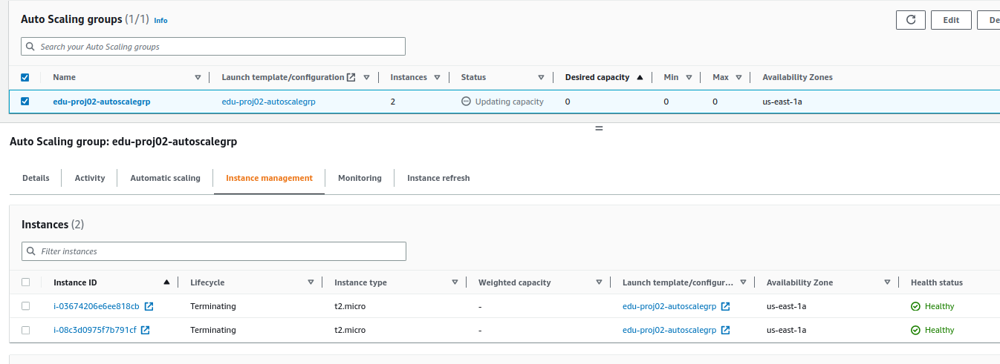 Auto Scaling groups (1/1) Info
Edit
De
Search your Auto Scaling groups
Name Launch template/configuration Instances Status Desired capacity Min Max Availability Zones
edu-proj02-autoscalegrp edu-proj02-autoscalegrp 2 Updating capacity 0 0 0 us-east-1a
Auto Scaling group: edu-proj02-autoscalegrp
Details Activity Automatic scaling Instance management Monitoring Instance refresh
Instances (2)
Filter instances
Instance ID Lifecycle Instance type Weighted capacity Launch template/configur... Availability Zone Health status
i-03674206e6ee818cb Terminating t2.micro - edu-proj02-autoscalegrp us-east-1a Healthy
i-08c3d0975f7b791cf Terminating t2.micro - edu-proj02-autoscalegrp us-east-1a Healthy